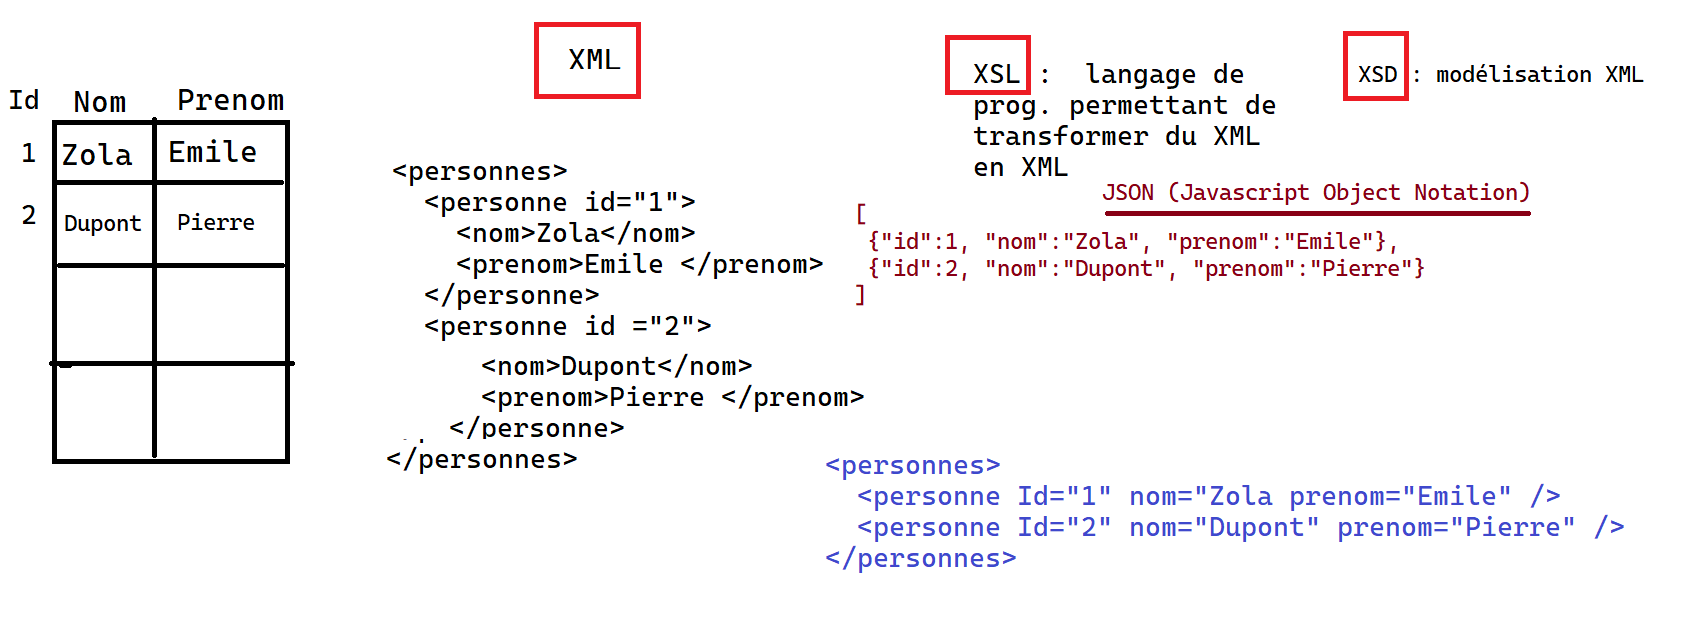 Id Nom Prenom
1 Zola Emile
2 Dupont Pierre
XML
<personnes>
<personne id="1">
<nom>Zola</nom>
<prenom>Emile </prenom>
</personne>
<personne id ="2">
<nom>Dupont</nom>
<prenom>Pierre </prenom>
</personne>
</personnes>
XSL : langage de
prog. permettant de
transformer du XML
en XML
XSD : modélisation XML
JSON (Javascript Object Notation)
[
{"id":1, "nom":"Zola", "prenom":"Emile"},
{"id":2, "nom":"Dupont", "prenom":"Pierre"}
]
<personnes>
<personne Id="1" nom="Zola prenom="Emile" />
<personne Id="2" nom="Dupont" prenom="Pierre" />
</personnes>